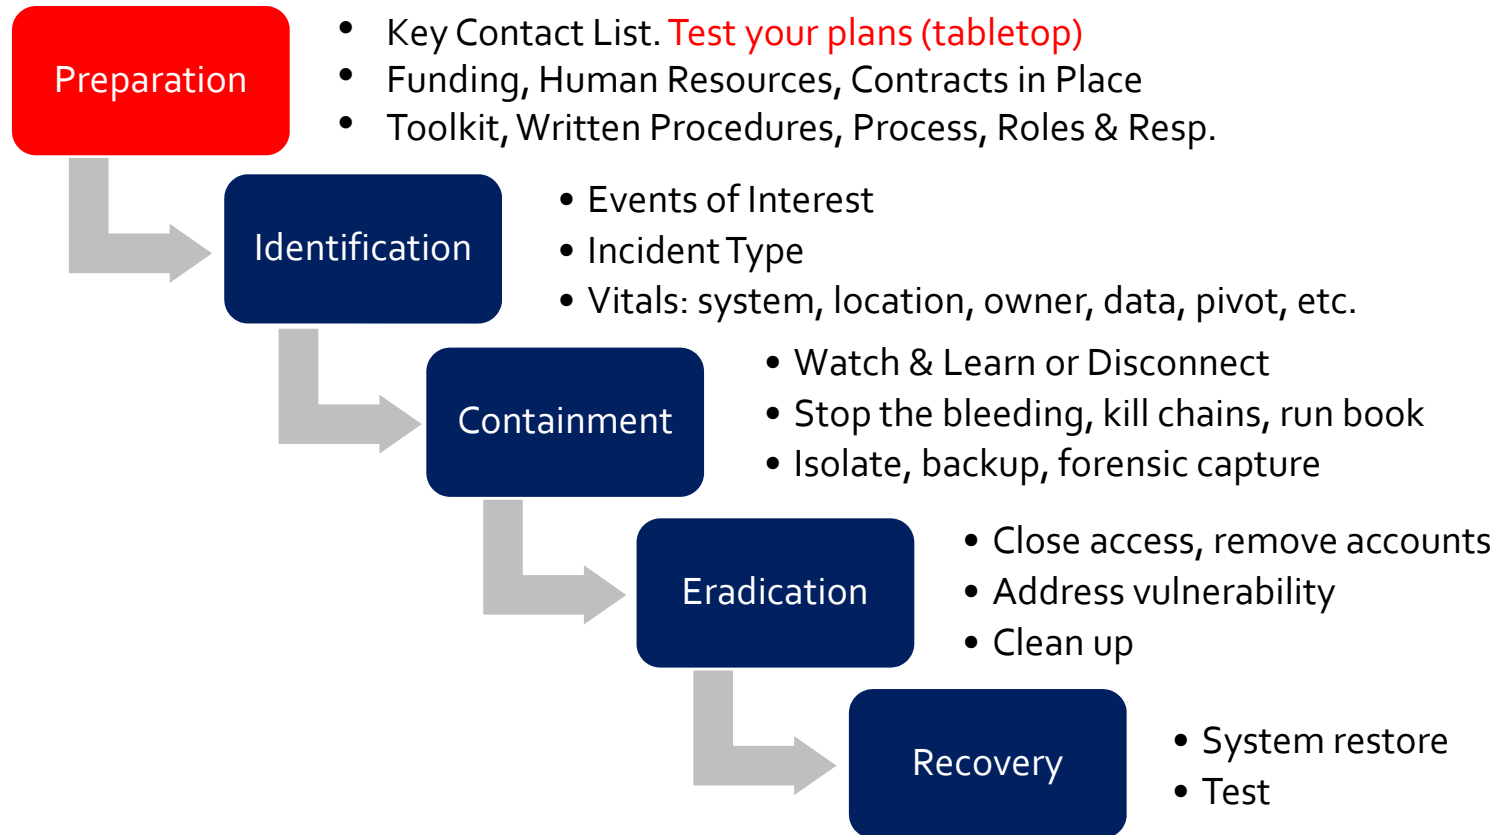 Preparation
• Key Contact List. Test your plans (tabletop)
• Funding, Human Resources, Contracts in Place
• Toolkit, Written Procedures, Process, Roles & Resp.
Identification
• Events of Interest
• Incident Type
• Vitals: system, location, owner, data, pivot, etc.
Containment
• Watch & Learn or Disconnect
• Stop the bleeding, kill chains, run book
• Isolate, backup, forensic capture
Eradication
• Close access, remove accounts
• Address vulnerability
• Clean up
Recovery
• System restore
• Test